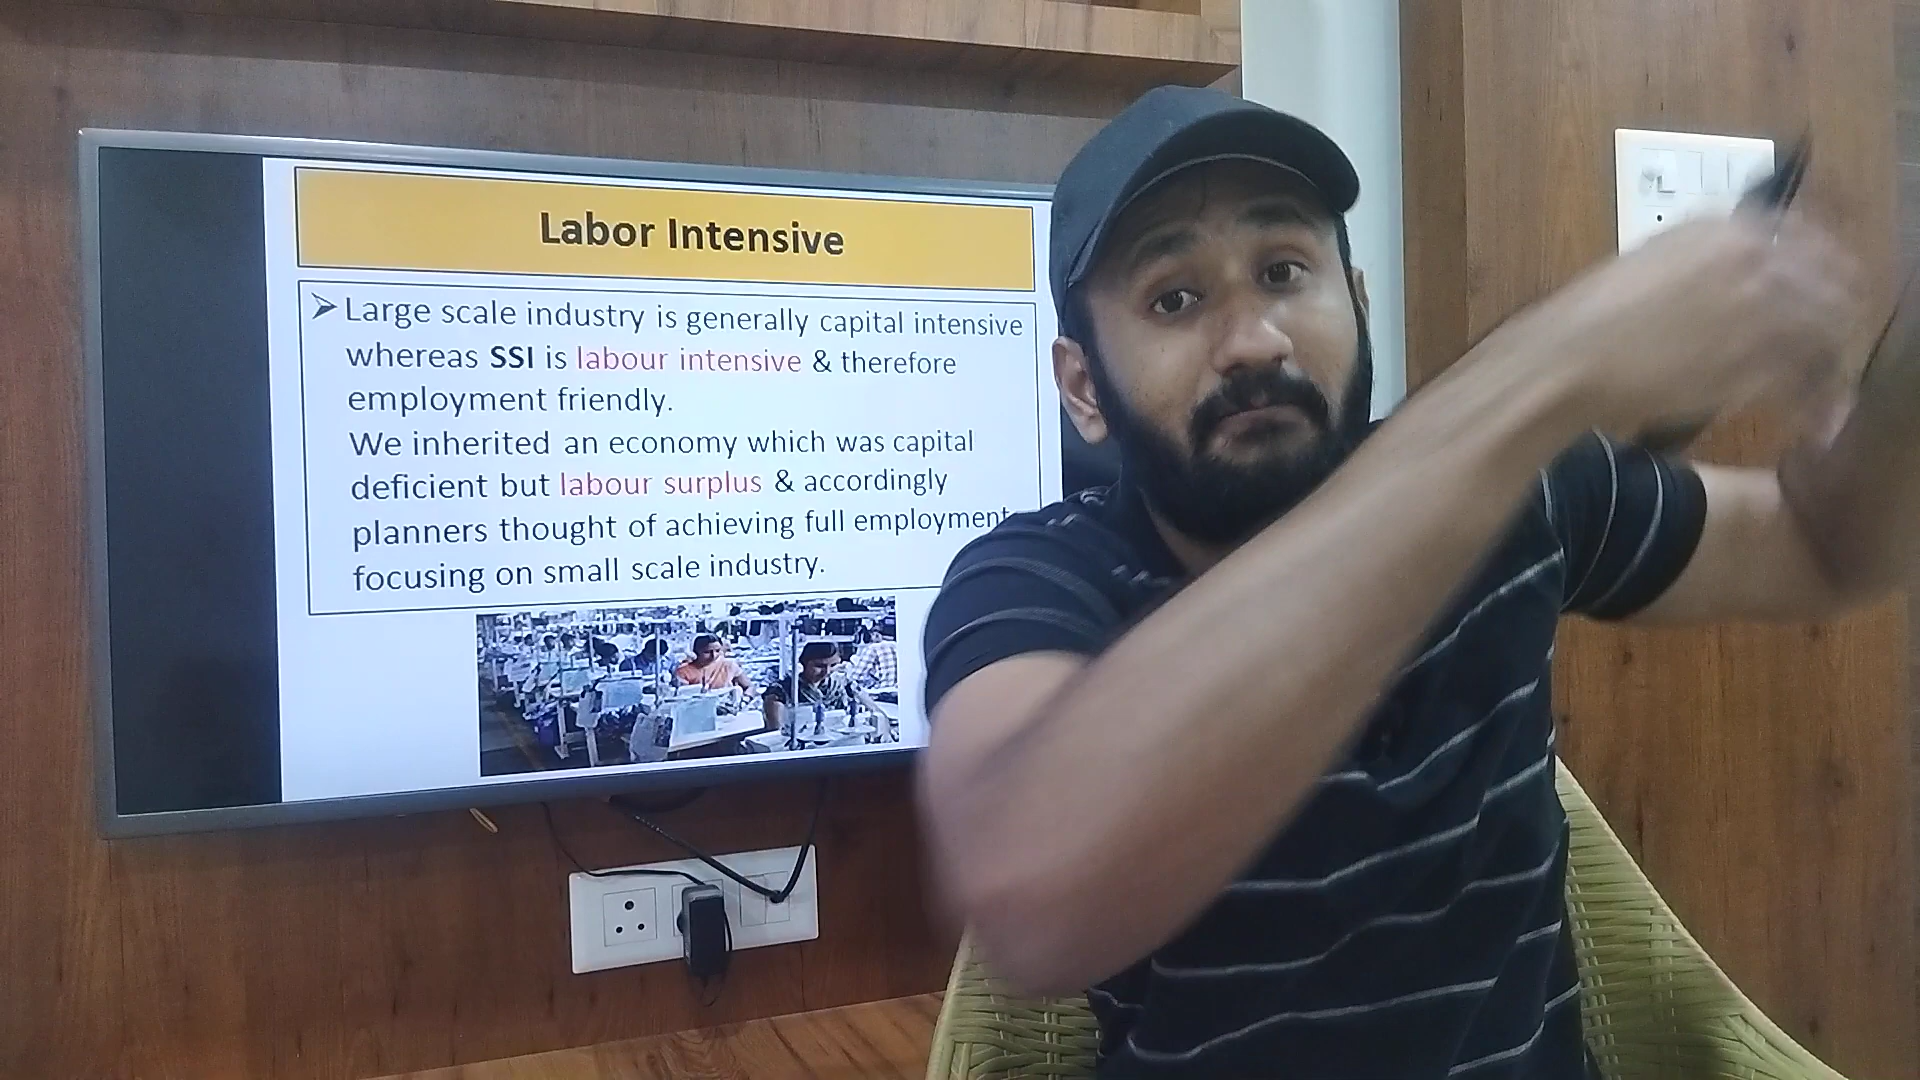 Labor Intensive
Large scale industry is generally capital intensive
whereas SSI is labour intensive & therefore
employment friendly.
We inherited an economy which was capital
deficient but labour surplus & accordingly
planners thought of achieving full employment
focusing on small scale industry.